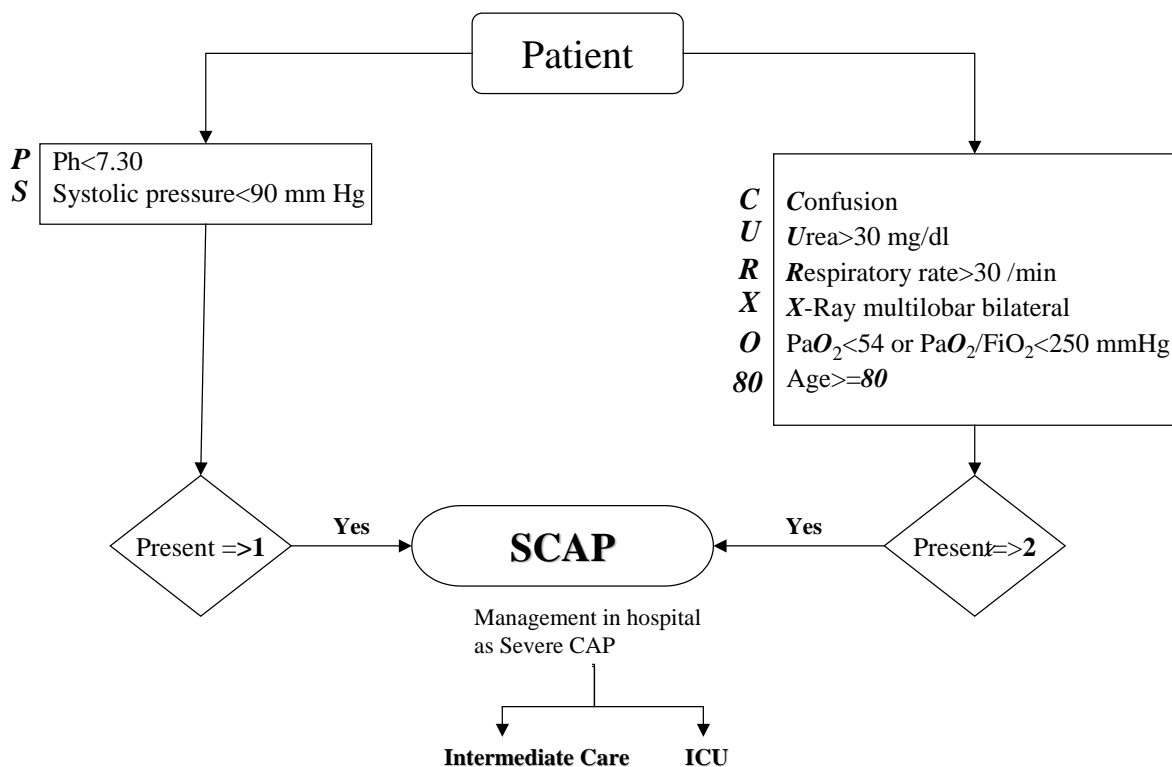 Patient
P Ph<7.30
S Systolic pressure<90 mm Hg
C Confusion
U Urea>30 mg/dl
R Respiratory rate>30 /min
X X-Ray multilobar bilateral
O PaO₂<54 or PaO₂/FiO₂<250 mmHg
80 Age>=80
Present =>1
Yes
SCAP
Yes
Present=>2
Management in hospital
as Severe CAP
Intermediate Care
ICU